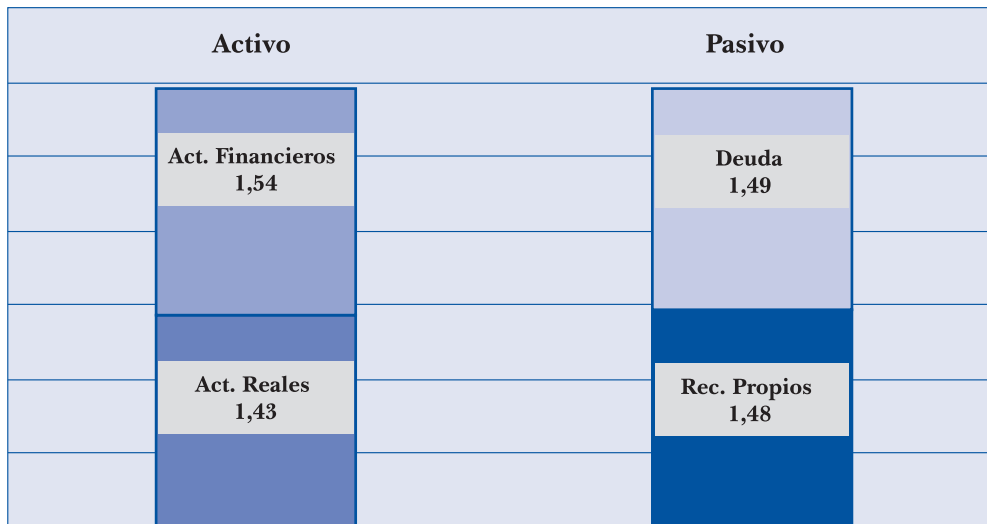 Activo
Pasivo
Act. Financieros
1,54
Deuda
1,49
Act. Reales
1,43
Rec. Propios
1,48